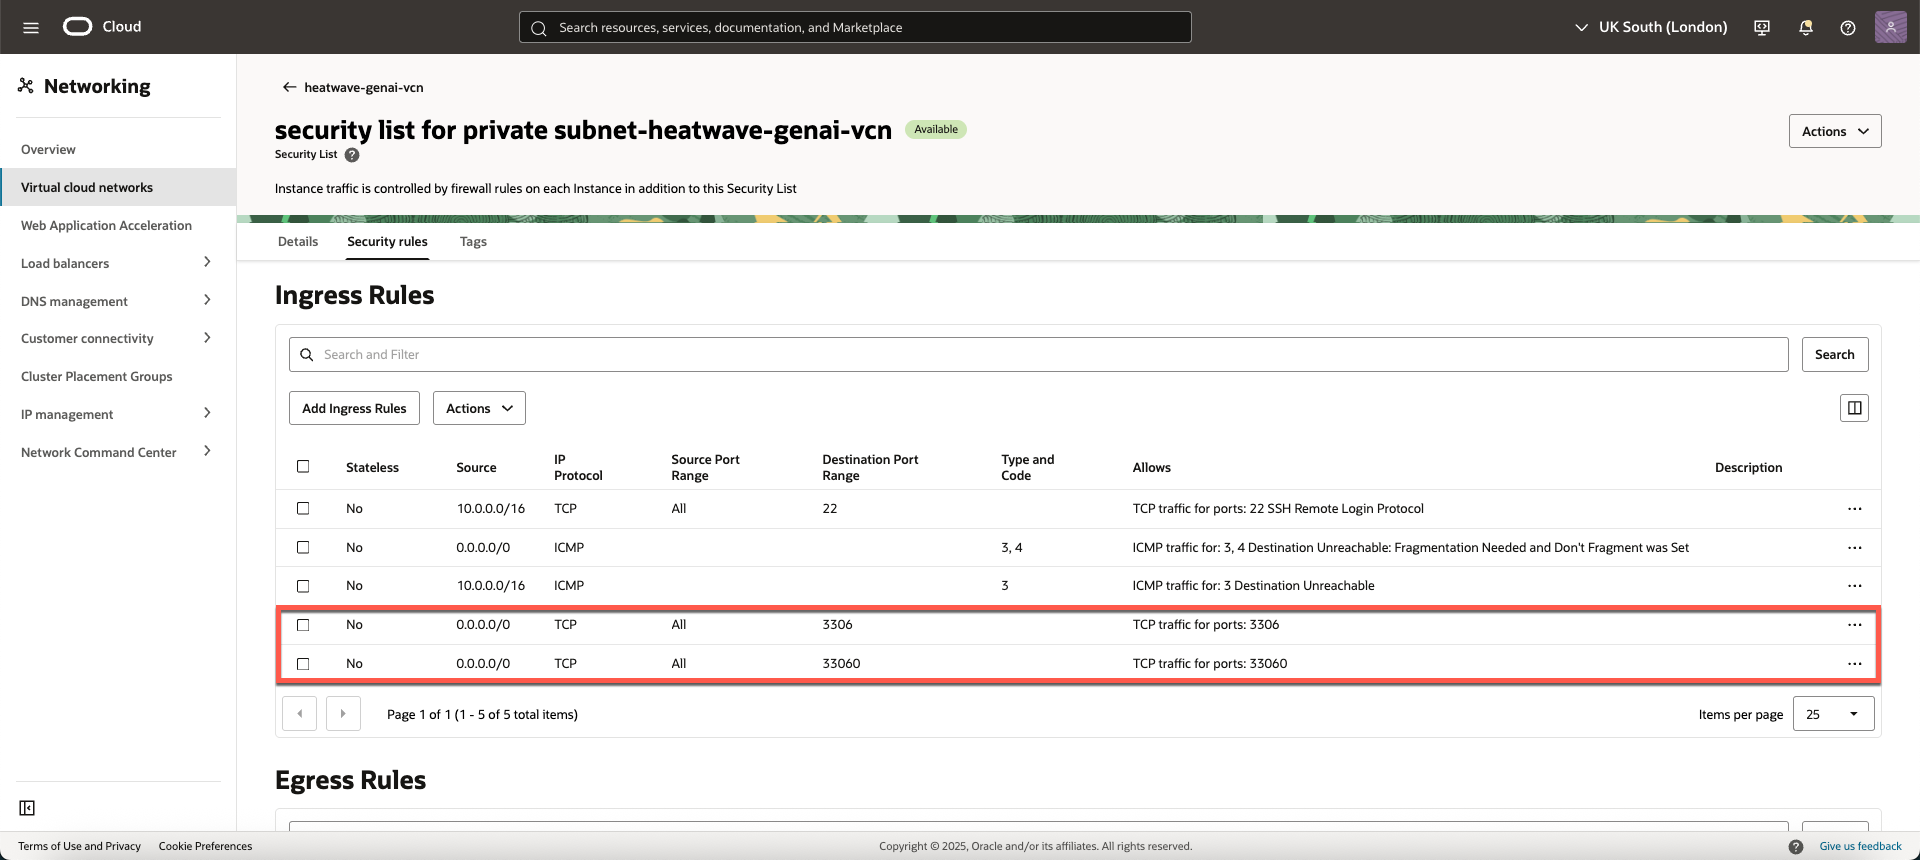 Cloud
Search resources, services, documentation, and Marketplace
UK South (London)
Networking
Overview
Virtual cloud networks
Web Application Acceleration
Load balancers
DNS management
Customer connectivity
Cluster Placement Groups
IP management
Network Command Center
heatwave-genai-vcn
security list for private subnet-heatwave-genai-vcn Available
Security List
Instance traffic is controlled by firewall rules on each Instance in addition to this Security List
Actions
Details Security rules Tags
Ingress Rules
Search and Filter
Search
Add Ingress Rules Actions
Stateless Source IP Protocol Source Port Range Destination Port Range Type and Code Allows Description
No 10.0.0.0/16 TCP All 22 TCP traffic for ports: 22 SSH Remote Login Protocol
No 0.0.0.0/0 ICMP 3, 4 ICMP traffic for: 3, 4 Destination Unreachable: Fragmentation Needed and Don't Fragment was Set
No 10.0.0.0/16 ICMP 3 ICMP traffic for: 3 Destination Unreachable
No 0.0.0.0/0 TCP All 3306 TCP traffic for ports: 3306
No 0.0.0.0/0 TCP All 33060 TCP traffic for ports: 33060
Page 1 of 1 (1 - 5 of 5 total items)
Items per page 25
Egress Rules
Terms of Use and Privacy Cookie Preferences
Copyright © 2025, Oracle and/or its affiliates. All rights reserved.
Give us feedback